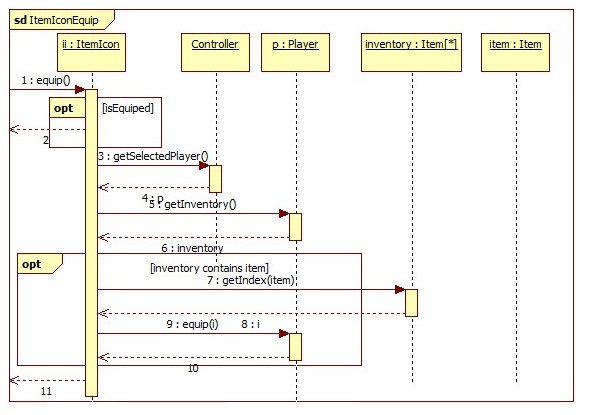 sd ItemIconEquip
ii : ItemIcon
Controller
p : Player
inventory : Item[*]
item : Item
1 : equip()
opt
[isEquiped]
2
3 : getSelectedPlayer()
4 : p
5 : getInventory()
6 : inventory
opt
[inventory contains item]
7 : getIndex(item)
9 : equip(i)
8 : i
10
11